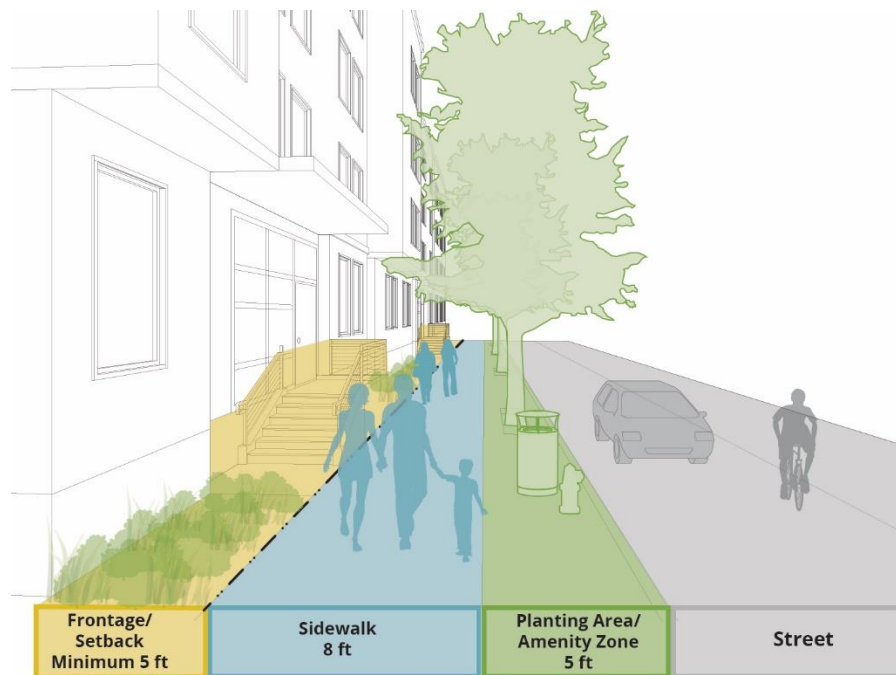 Frontage/
Setback
Minimum 5 ft
Sidewalk
8 ft
Planting Area/
Amenity Zone
5 ft
Street